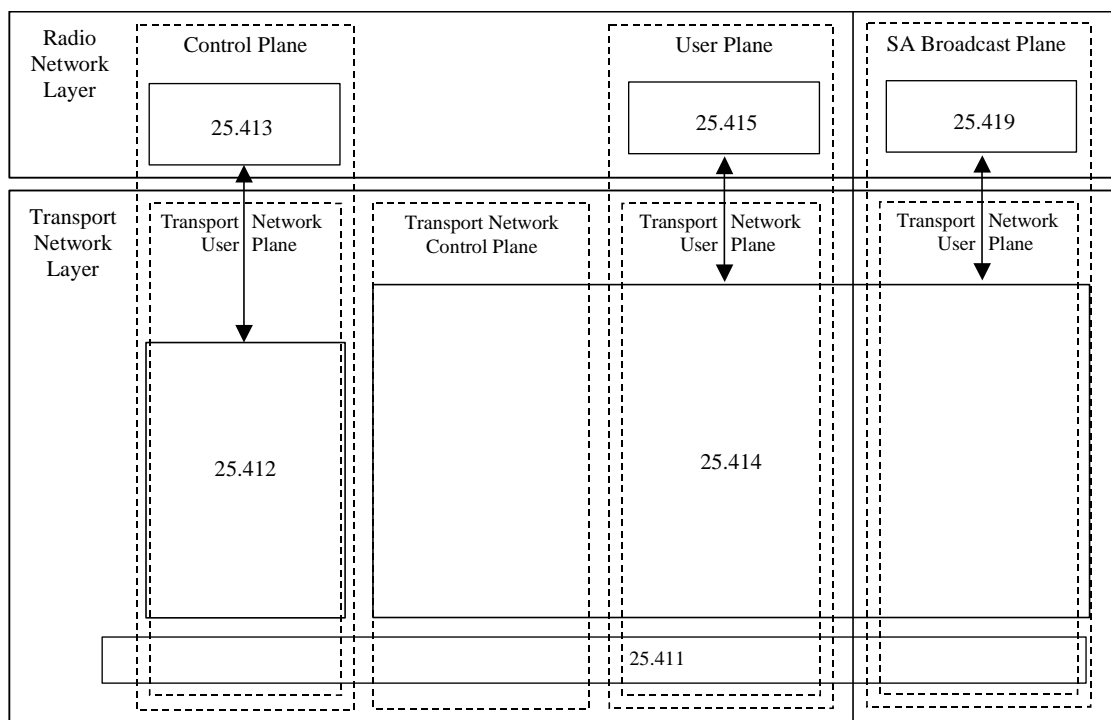 Radio
Network
Layer
Control Plane
User Plane
SA Broadcast Plane
25.413
25.415
25.419
Transport
Network
Layer
Transport Network
User Plane
Transport Network
Control Plane
Transport Network
User Plane
Transport Network
User Plane
25.412
25.414
25.411